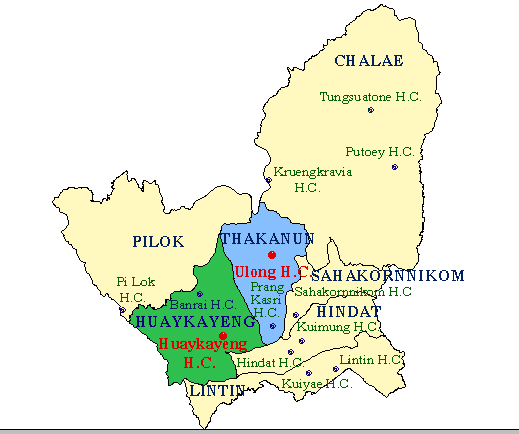 CHALAE
Tungsuatone H.C.
Putoey H.C.
Kruengkravia
H.C.
THAKANUN
PILOK
Ulong H.C.
SAHAKORNNIKOM
Pi Lok
H.C.
Prang
Kasri
H.C.
Sahakornnikom H.C
Banrai H.C.
HINDAT
HUAYKAYENG
Kuimung H.C.
Huaykayeng
H.C.
Hindat H.C.
Lintin H.C.
Kuiyae H.C.
LINTIN